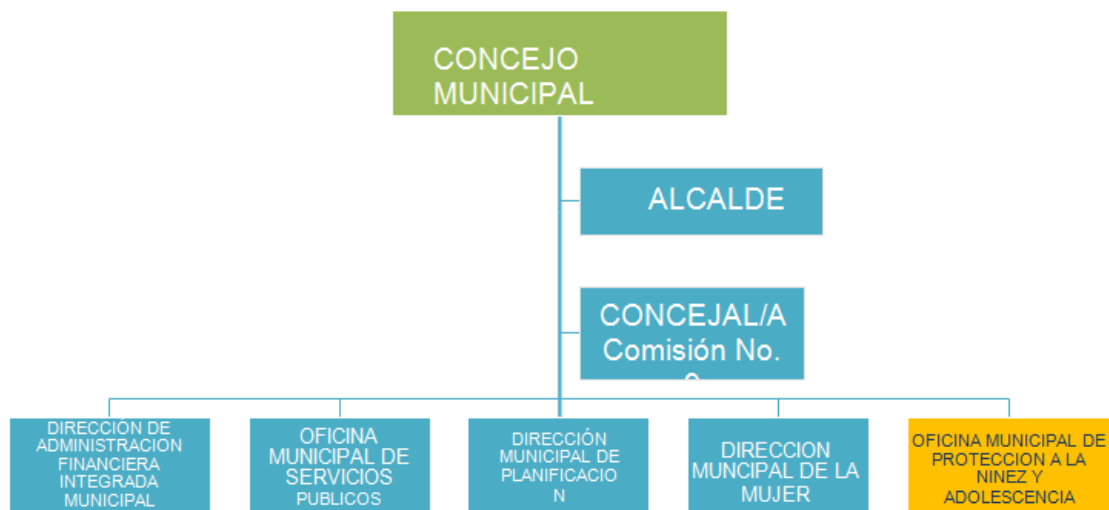 CONCEJO
MUNICIPAL
ALCALDE
CONCEJAL/A
Comisión No.
DIRECCIÓN DE
ADMINISTRACION
FINANCIERA
INTEGRADA
MUNICIPAL
OFICINA
MUNICIPAL DE
SERVICIOS
PUBLICOS
DIRECCIÓN
MUNICIPAL DE
PLANIFICACIO
N
DIRECCION
MUNCIPAL DE LA
MUJER
OFICINA MUNICIPAL DE
PROTECCION A LA
NINEZ Y
ADOLESCENCIA